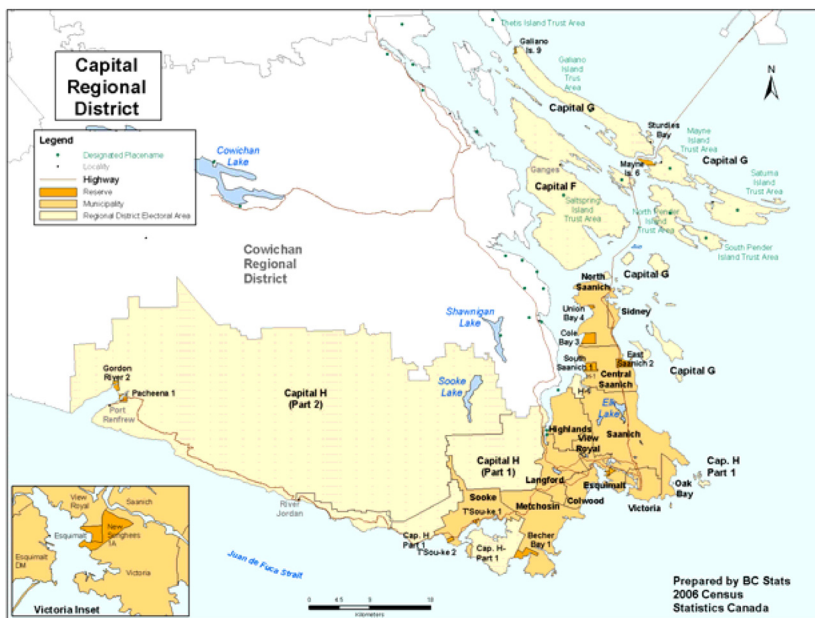 Capital
Regional
District
Legend
Designated Placename
Locality
Highway
Reserve
Municipality
Regional District Electoral Area
Thetis Island Trust Area
Galiano
Is. 9
Galiano
Island
Trus
Area
Capital G
N
Sturdies
Bay
Mayne
Island
Trust Area
Mayne
Is. 6
Capital G
Saturna
Island
Trust Area
Ganges
Capital F
Saltspring
Island
Trust Area
North Pender
Island Trust
Area
South Pender
Island Trust Area
Capital G
Cowichan
Lake
Cowichan
Regional
District
Shawnigan
Lake
North
Saanich
Union
Bay 4
Sidney
Cole
Bay 3
South
Saanich 1
East
Saanich 2
Central
Saanich
Capital G
Gordon
River 2
Pacheena 1
Port
Renfrew
Capital H
(Part 2)
Sooke
Lake
Elk
Lake
Highlands
View
Royal
Saanich
Capital H
(Part 1)
Langford
Esquimalt
Cap. H
Part 1
Oak
Bay
Sooke
T'Sou-ke 1
Metchosin
Colwood
Victoria
River
Jordan
Cap. H
Part 1
T'Sou-ke 2
Cap. H-
Part 1
Becher
Bay 1
Juan de Fuca Strait
View
Royal
Saanich
Esquimalt
New
Songhees
1A
Esquimalt
DM
Victoria
Victoria Inset
0 4.5 9 18
kilometers
Prepared by BC Stats
2006 Census
Statistics Canada